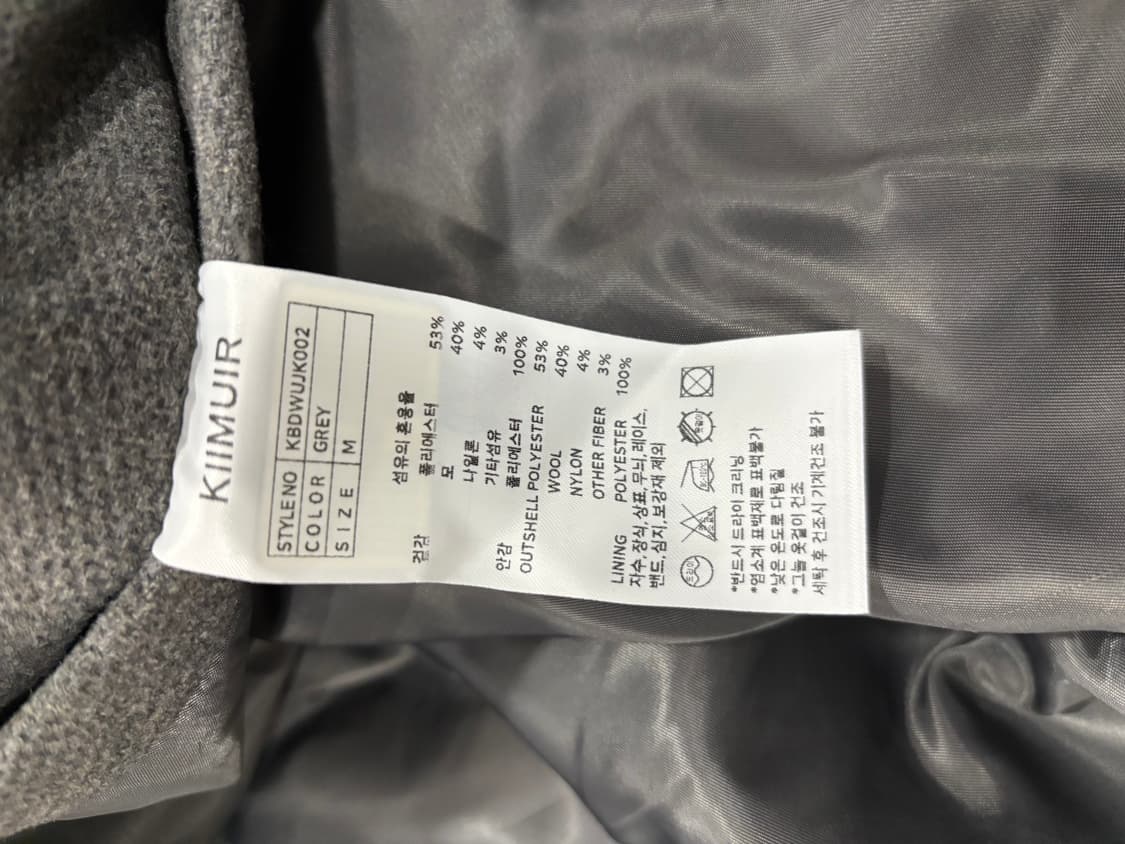 KIIMUIR
STYLE NO KBDWUJK002
COLOR GREY
SIZE M
섬유의 혼용율
겉감 폴리에스터 53%
모 40%
나일론 4%
기타섬유 3%
안감 폴리에스터 100%
OUTSHELL POLYESTER 53%
WOOL 40%
NYLON 4%
OTHER FIBER 3%
LINING POLYESTER 100%
자수, 장식, 상표, 무늬, 레이스,
밴드, 심지, 보강재 제외
드라이
옷걸이
*반드시 드라이 크리닝
*염소계 표백제로 표백불가
*낮은 온도로 다림질
*그늘 옷걸이 건조
세탁 후 건조시 기계건조 불가